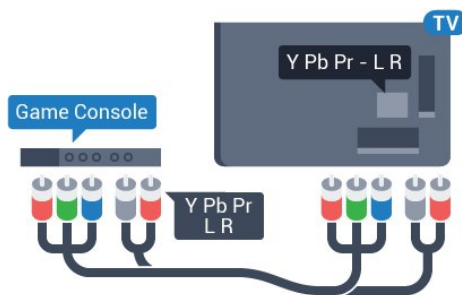 TV
Y Pb Pr - L R
Game Console
Y Pb Pr
L R